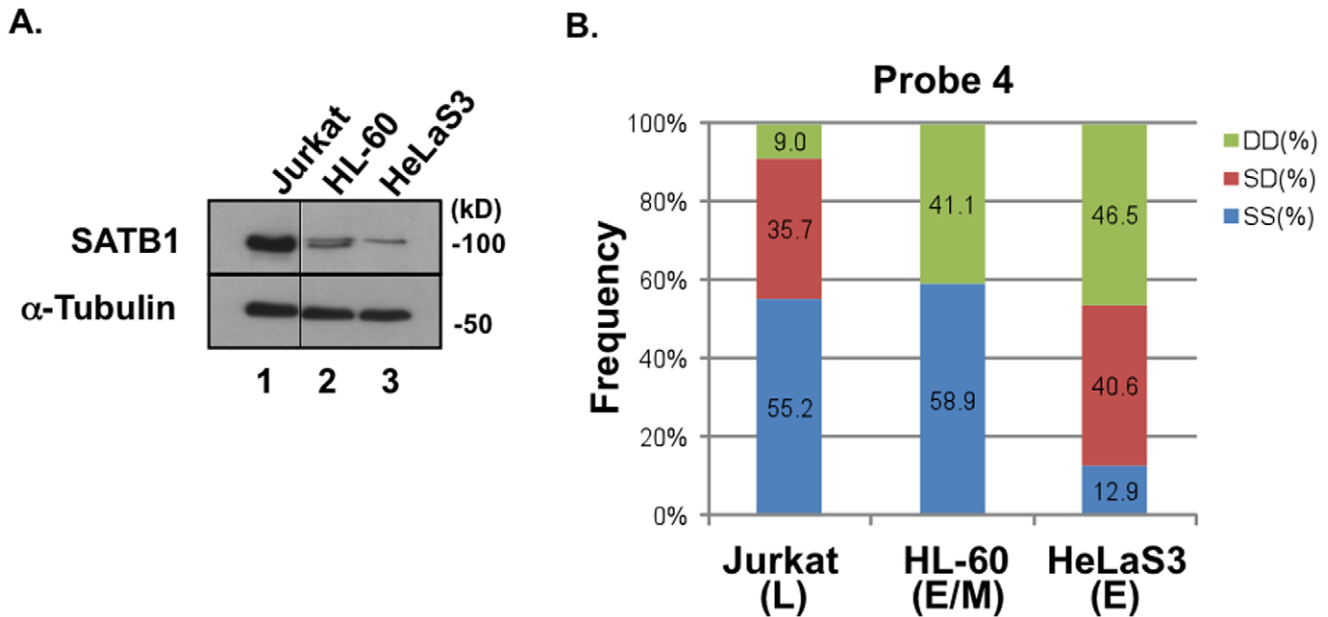 A.
Jurkat
HL-60
HeLaS3
(kD)
SATB1
-100
α-Tubulin
-50
1 2 3
B.
Probe 4
Frequency
100%
80%
60%
40%
20%
0%
9.0
35.7
55.2
41.1
58.9
46.5
40.6
12.9
DD(%)
SD(%)
SS(%)
Jurkat HL-60 HeLaS3
(L) (E/M) (E)